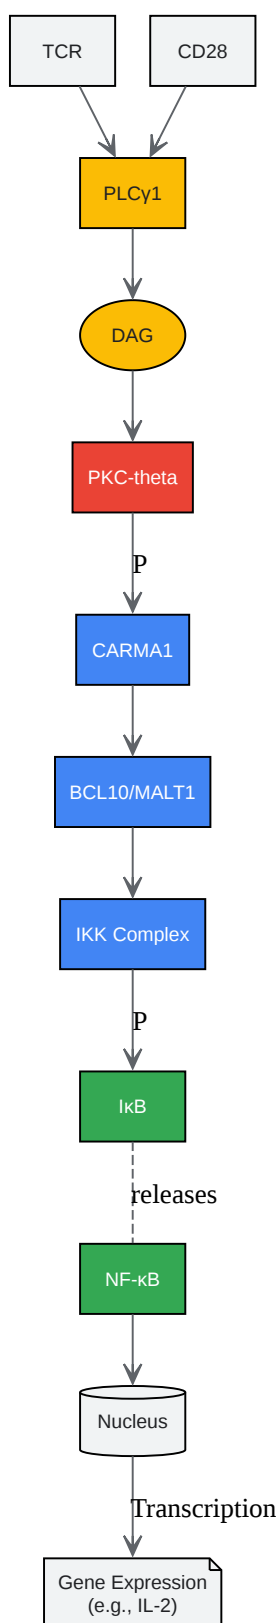 TCR
CD28
PLCγ1
DAG
PKC-theta
P
CARMA1
BCL10/MALT1
IKK Complex
P
IκB
releases
NF-κB
Nucleus
Transcription
Gene Expression
(e.g., IL-2)